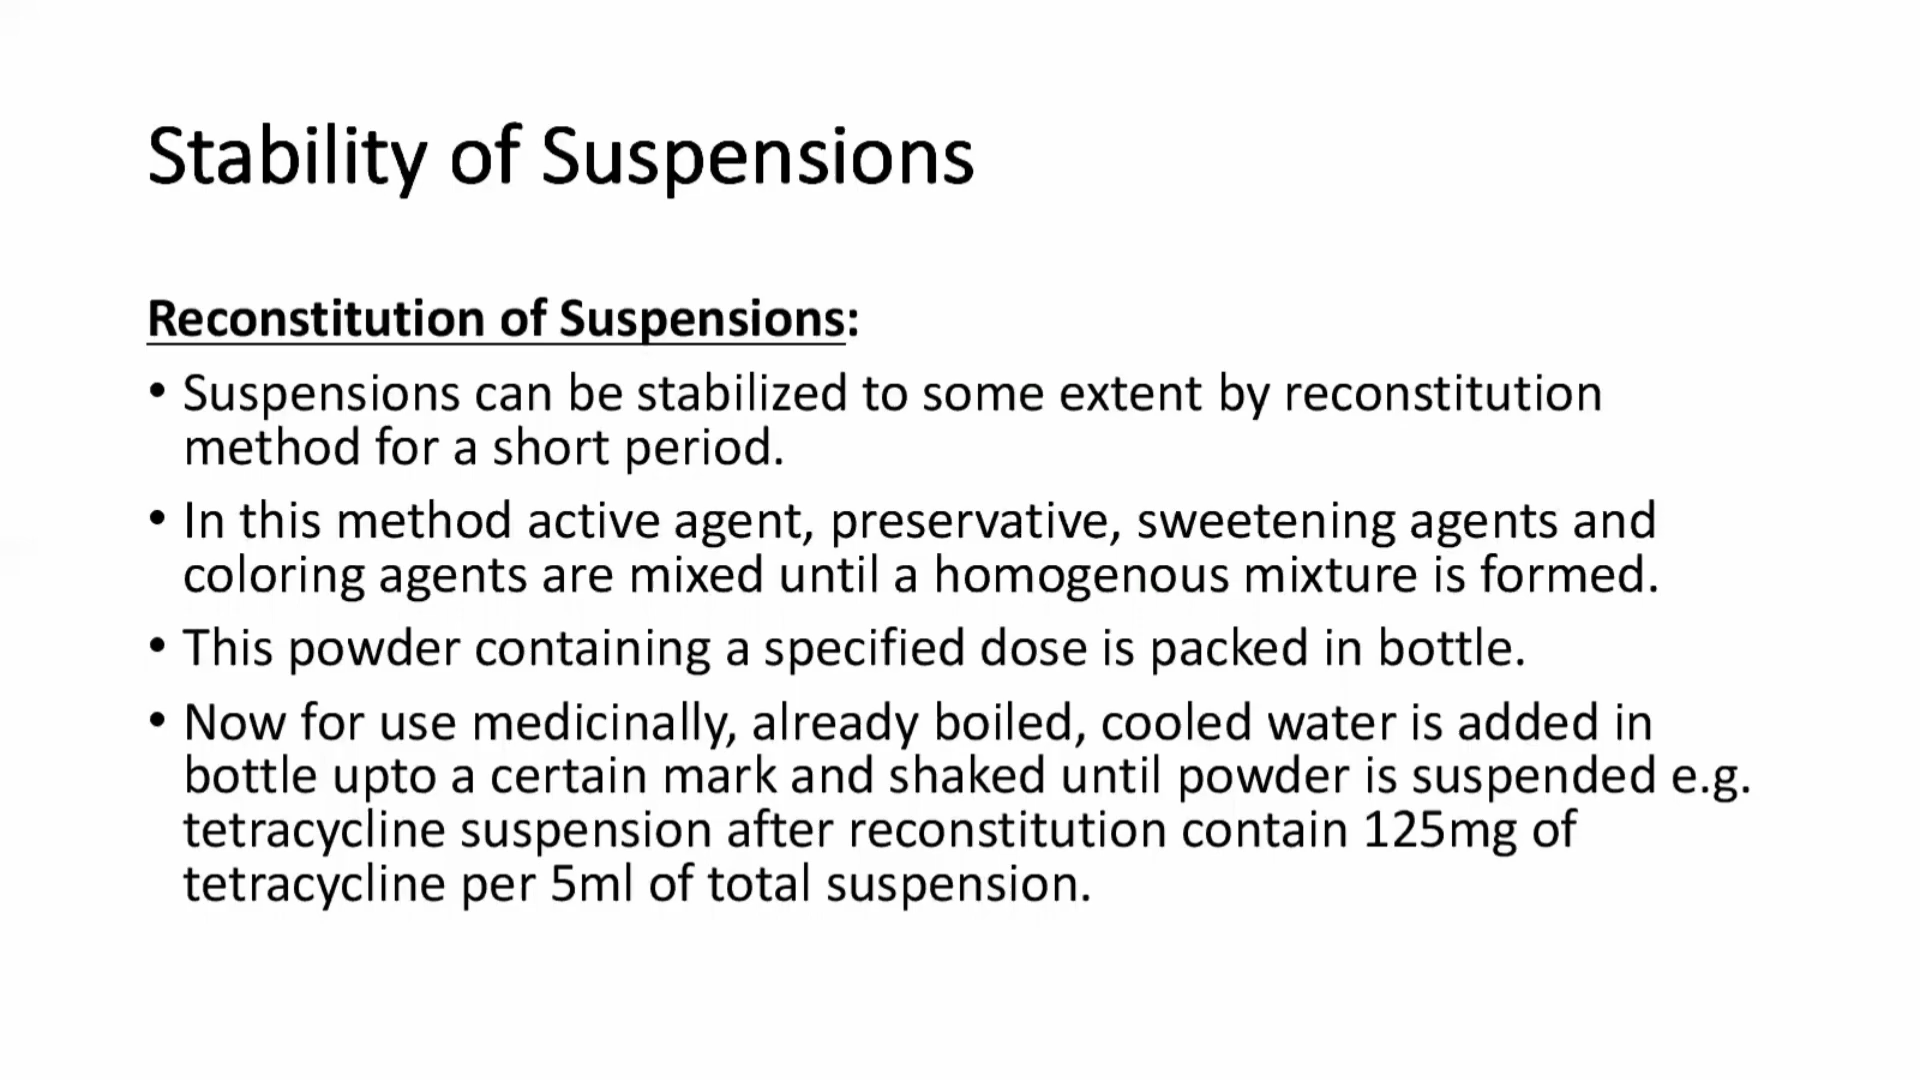 Stability of Suspensions
Reconstitution of Suspensions:
• Suspensions can be stabilized to some extent by reconstitution
method for a short period.
• In this method active agent, preservative, sweetening agents and
coloring agents are mixed until a homogenous mixture is formed.
• This powder containing a specified dose is packed in bottle.
• Now for use medicinally, already boiled, cooled water is added in
bottle upto a certain mark and shaked until powder is suspended e.g.
tetracycline suspension after reconstitution contain 125mg of
tetracycline per 5ml of total suspension.